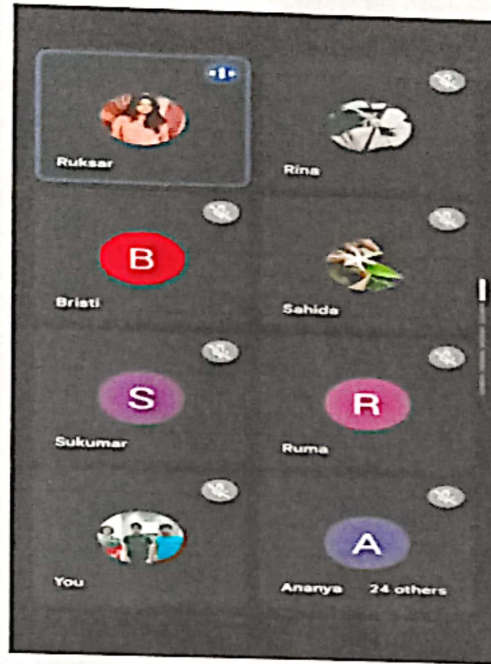 Ruksar
Rina
B
Bristi
Sahida
S
Sukumar
R
Ruma
You
A
Ananya 24 others